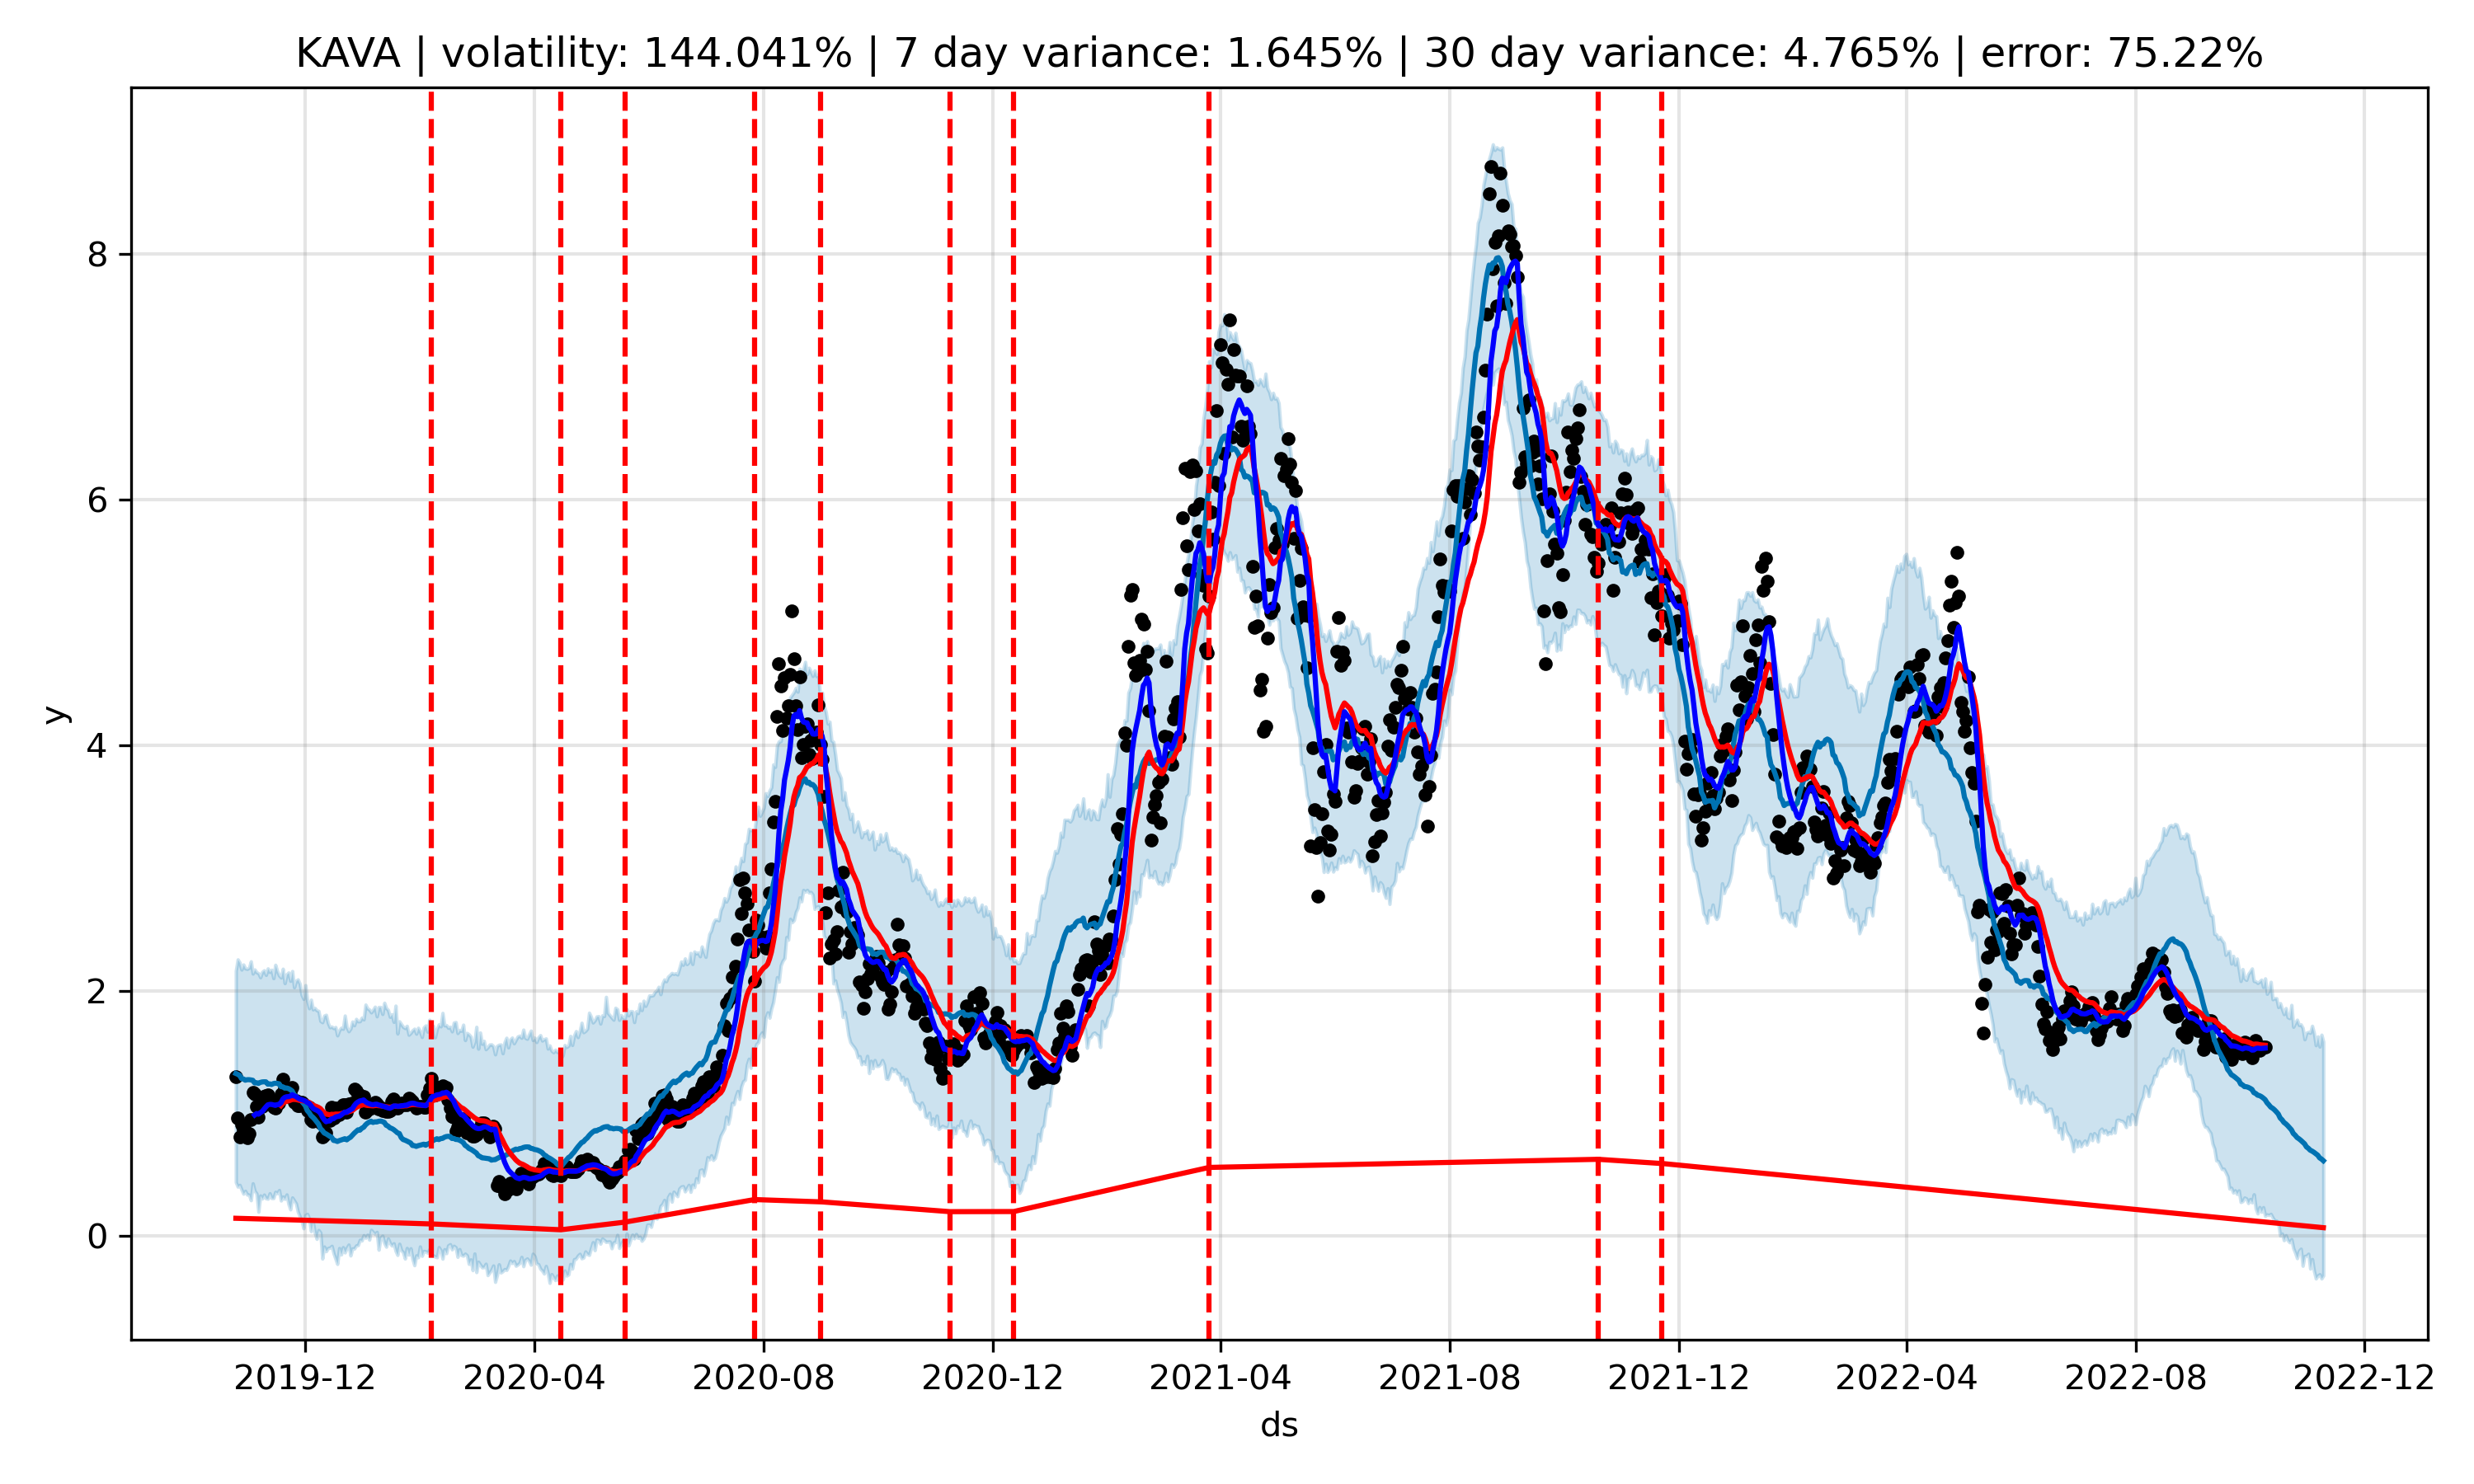 KAVA | volatility: 144.041% | 7 day variance: 1.645% | 30 day variance: 4.765% | error: 75.22%
8
6
y
4
2
0
2019-12 2020-04 2020-08 2020-12 2021-04 2021-08 2021-12 2022-04 2022-08 2022-12
ds